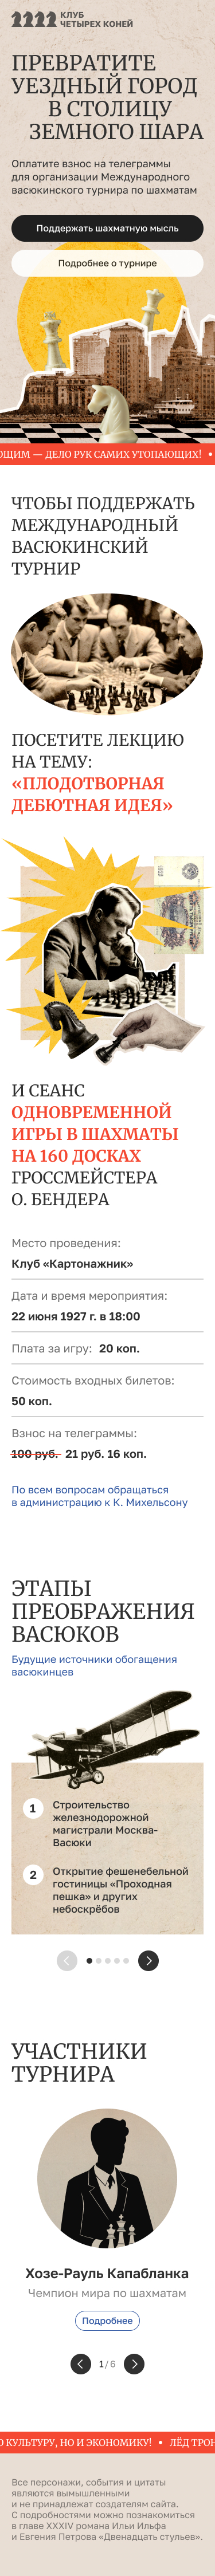 КЛУБ
ЧЕТЫРЕХ КОНЕЙ
ПРЕВРАТИТЕ
УЕЗДНЫЙ ГОРОД
В СТОЛИЦУ
ЗЕМНОГО ШАРА
Оплатите взнос на телеграммы
для организации Международного
васюкинского турнира по шахматам
Поддержать шахматную мысль
Подробнее о турнире
ЮЩИМ — ДЕЛО РУК САМИХ УТОПАЮЩИХ! •
ЧТОБЫ ПОДДЕРЖАТЬ
МЕЖДУНАРОДНЫЙ
ВАСЮКИНСКИЙ
ТУРНИР
ПОСЕТИТЕ ЛЕКЦИЮ
НА ТЕМУ:
«ПЛОДОТВОРНАЯ
ДЕБЮТНАЯ ИДЕЯ»
И СЕАНС
ОДНОВРЕМЕННОЙ
ИГРЫ В ШАХМАТЫ
НА 160 ДОСКАХ
ГРОССМЕЙСТЕРА
О. БЕНДЕРА
Место проведения:
Клуб «Картонажник»
Дата и время мероприятия:
22 июня 1927 г. в 18:00
Плата за игру: 20 коп.
Стоимость входных билетов:
50 коп.
Взнос на телеграммы:
100 руб. 21 руб. 16 коп.
По всем вопросам обращаться
в администрацию к К. Михельсону
ЭТАПЫ
ПРЕОБРАЖЕНИЯ
ВАСЮКОВ
Будущие источники обогащения
васюкинцев
1 Строительство
железнодорожной
магистрали Москва-
Васюки
2 Открытие фешенебельной
гостиницы «Проходная
пешка» и других
небоскрёбов
УЧАСТНИКИ
ТУРНИРА
Хозе-Рауль Капабланка
Чемпион мира по шахматам
Подробнее
1 / 6
О КУЛЬТУРУ, НО И ЭКОНОМИКУ! • ЛЁД ТРОН
Все персонажи, события и цитаты
являются вымышленными
и не принадлежат создателям сайта.
С подробностями можно познакомиться
в главе XXXIV романа Ильи Ильфа
и Евгения Петрова «Двенадцать стульев».